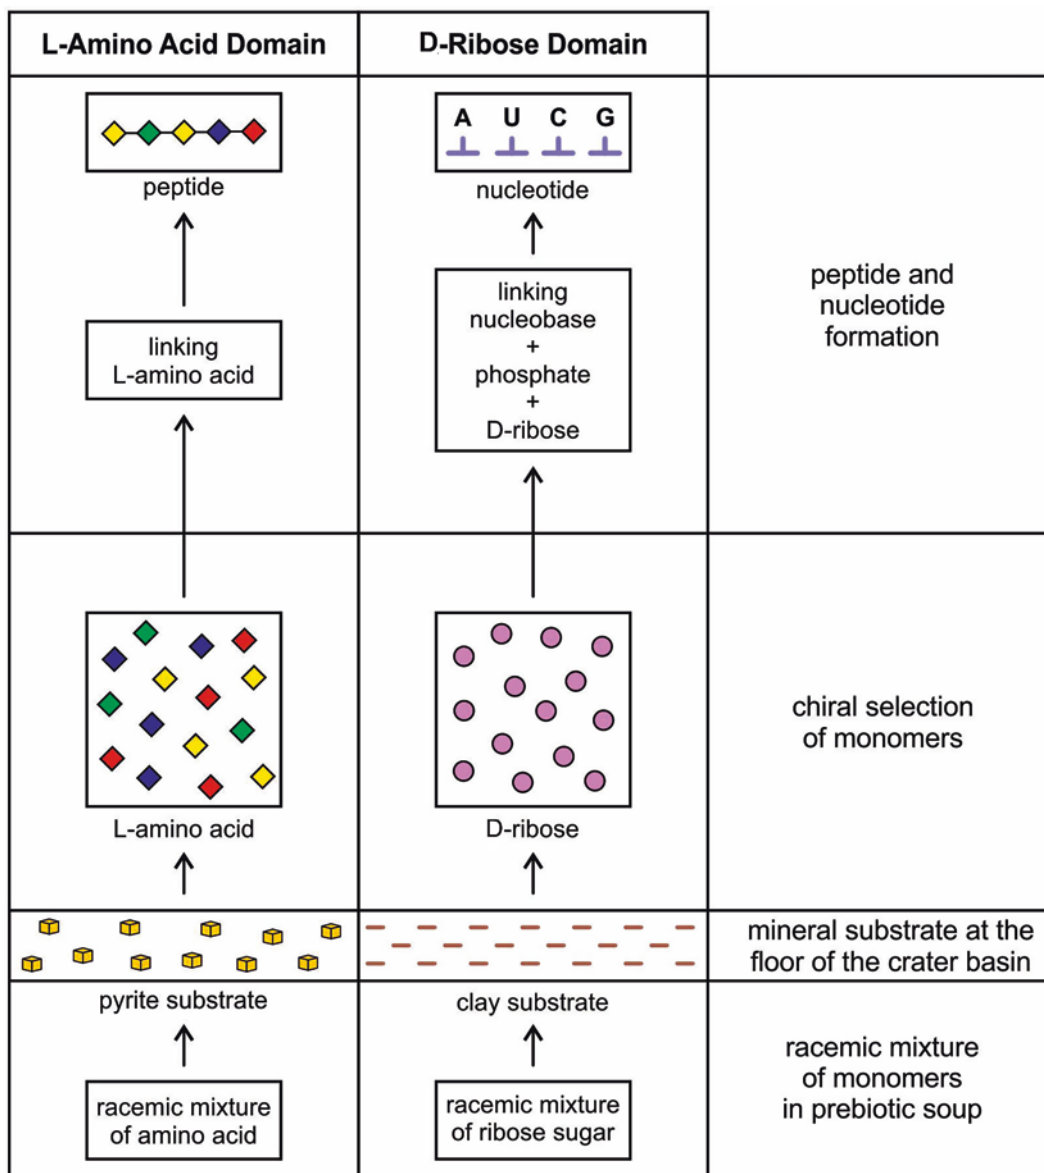 L-Amino Acid Domain
D-Ribose Domain
A U C G
peptide
nucleotide
linking
L-amino acid
linking
nucleobase
+
phosphate
+
D-ribose
peptide and
nucleotide
formation
L-amino acid
D-ribose
chiral selection
of monomers
mineral substrate at the
floor of the crater basin
pyrite substrate
clay substrate
racemic mixture
of amino acid
racemic mixture
of ribose sugar
racemic mixture
of monomers
in prebiotic soup